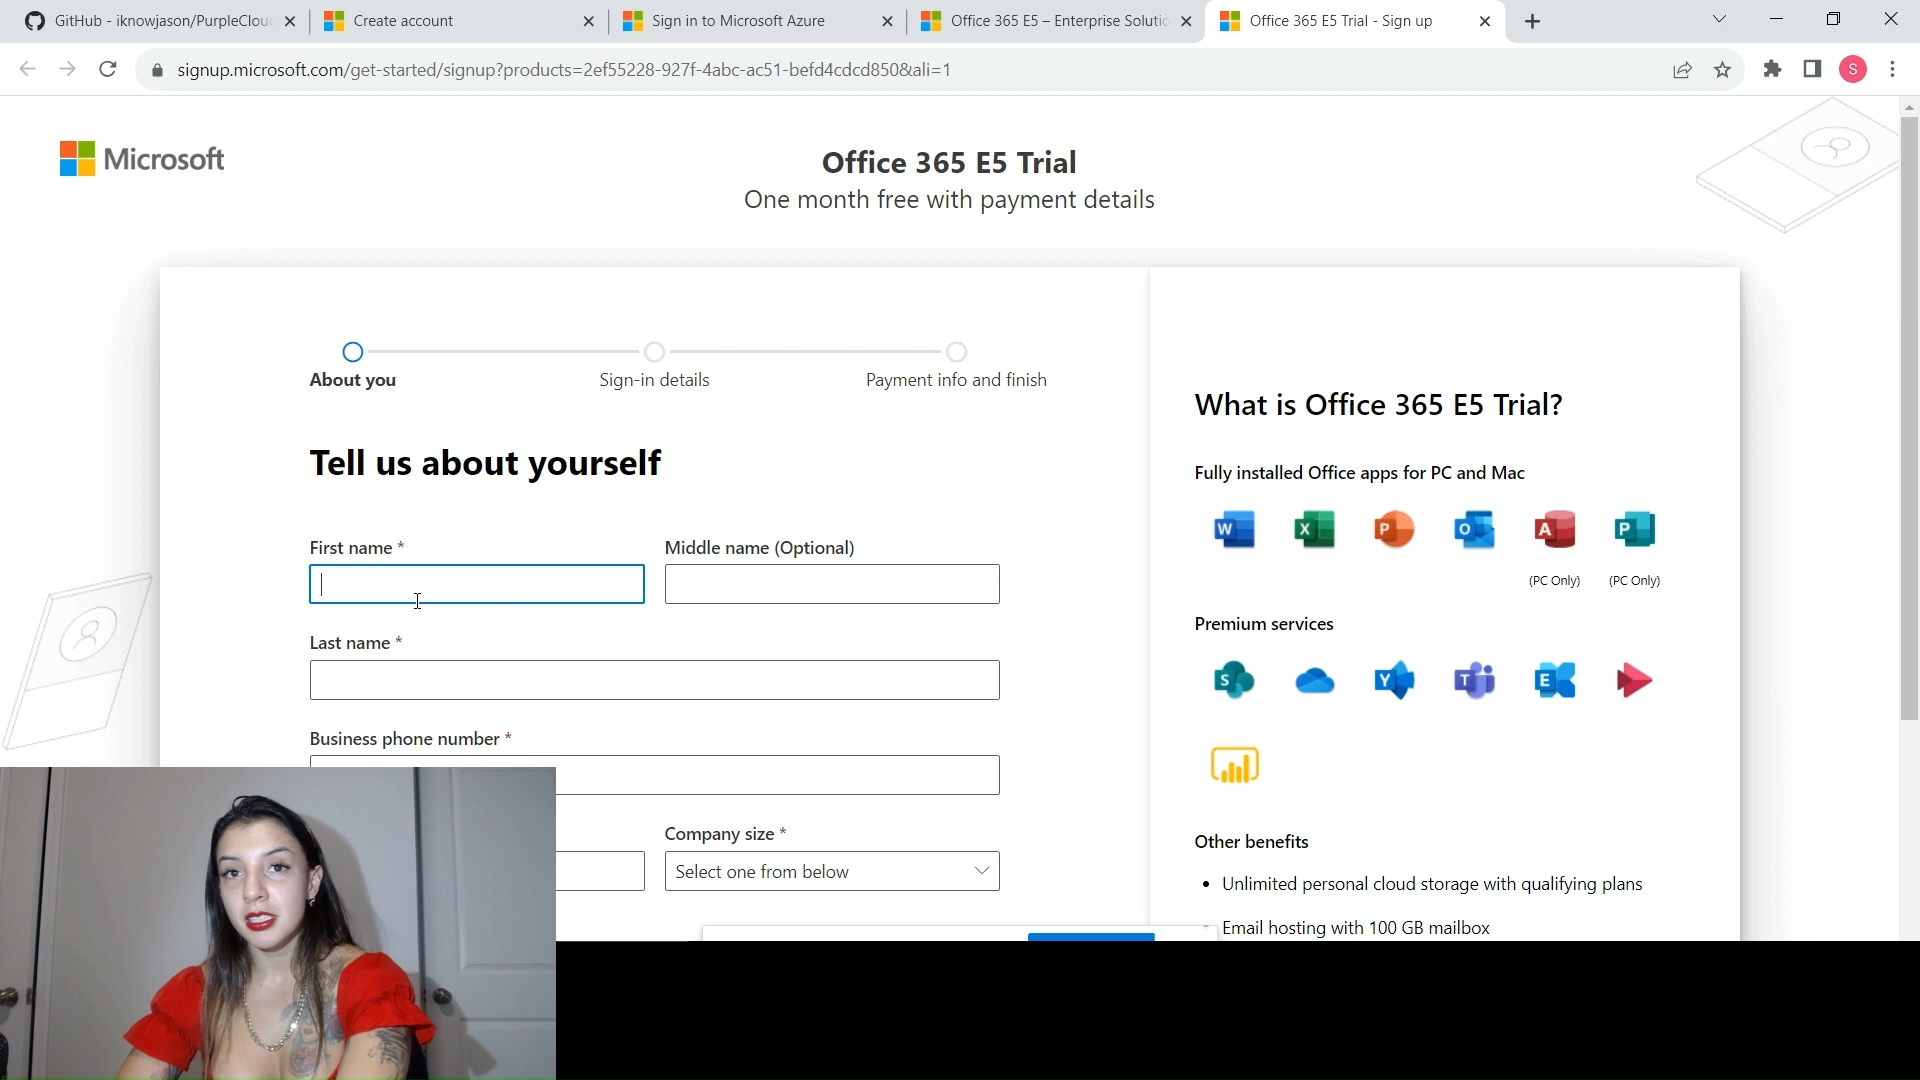 GitHub - iknowjason/PurpleClou
Create account
Sign in to Microsoft Azure
Office 365 E5 – Enterprise Solutio
Office 365 E5 Trial - Sign up
signup.microsoft.com/get-started/signup?products=2ef55228-927f-4abc-ac51-befd4cdcd850&ali=1
S
Microsoft
Office 365 E5 Trial
One month free with payment details
About you
Sign-in details
Payment info and finish
Tell us about yourself
First name *
Middle name (Optional)
Last name *
Business phone number *
Company size *
Select one from below
What is Office 365 E5 Trial?
Fully installed Office apps for PC and Mac
W X P O A P
(PC Only) (PC Only)
Premium services
S Y T E
Other benefits
• Unlimited personal cloud storage with qualifying plans
Email hosting with 100 GB mailbox